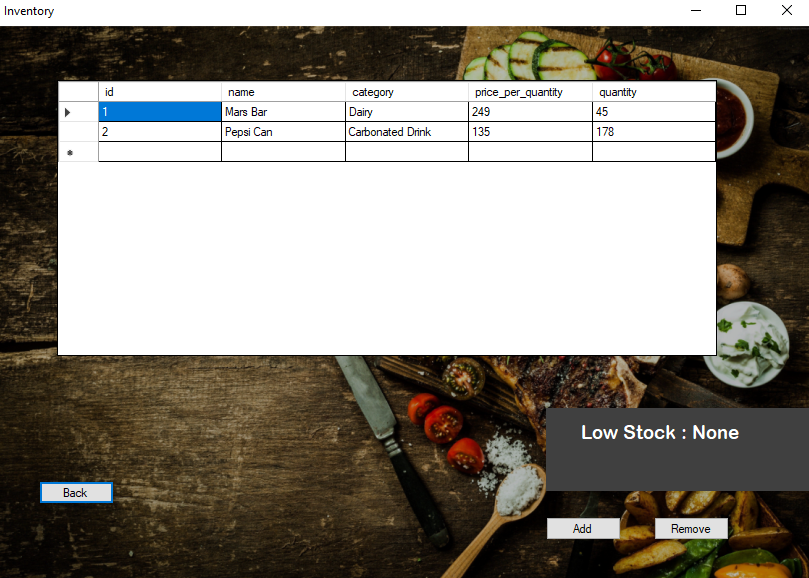 Inventory
id name category price_per_quantity quantity
1 Mars Bar Dairy 249 45
2 Pepsi Can Carbonated Drink 135 178
Low Stock : None
Back
Add Remove